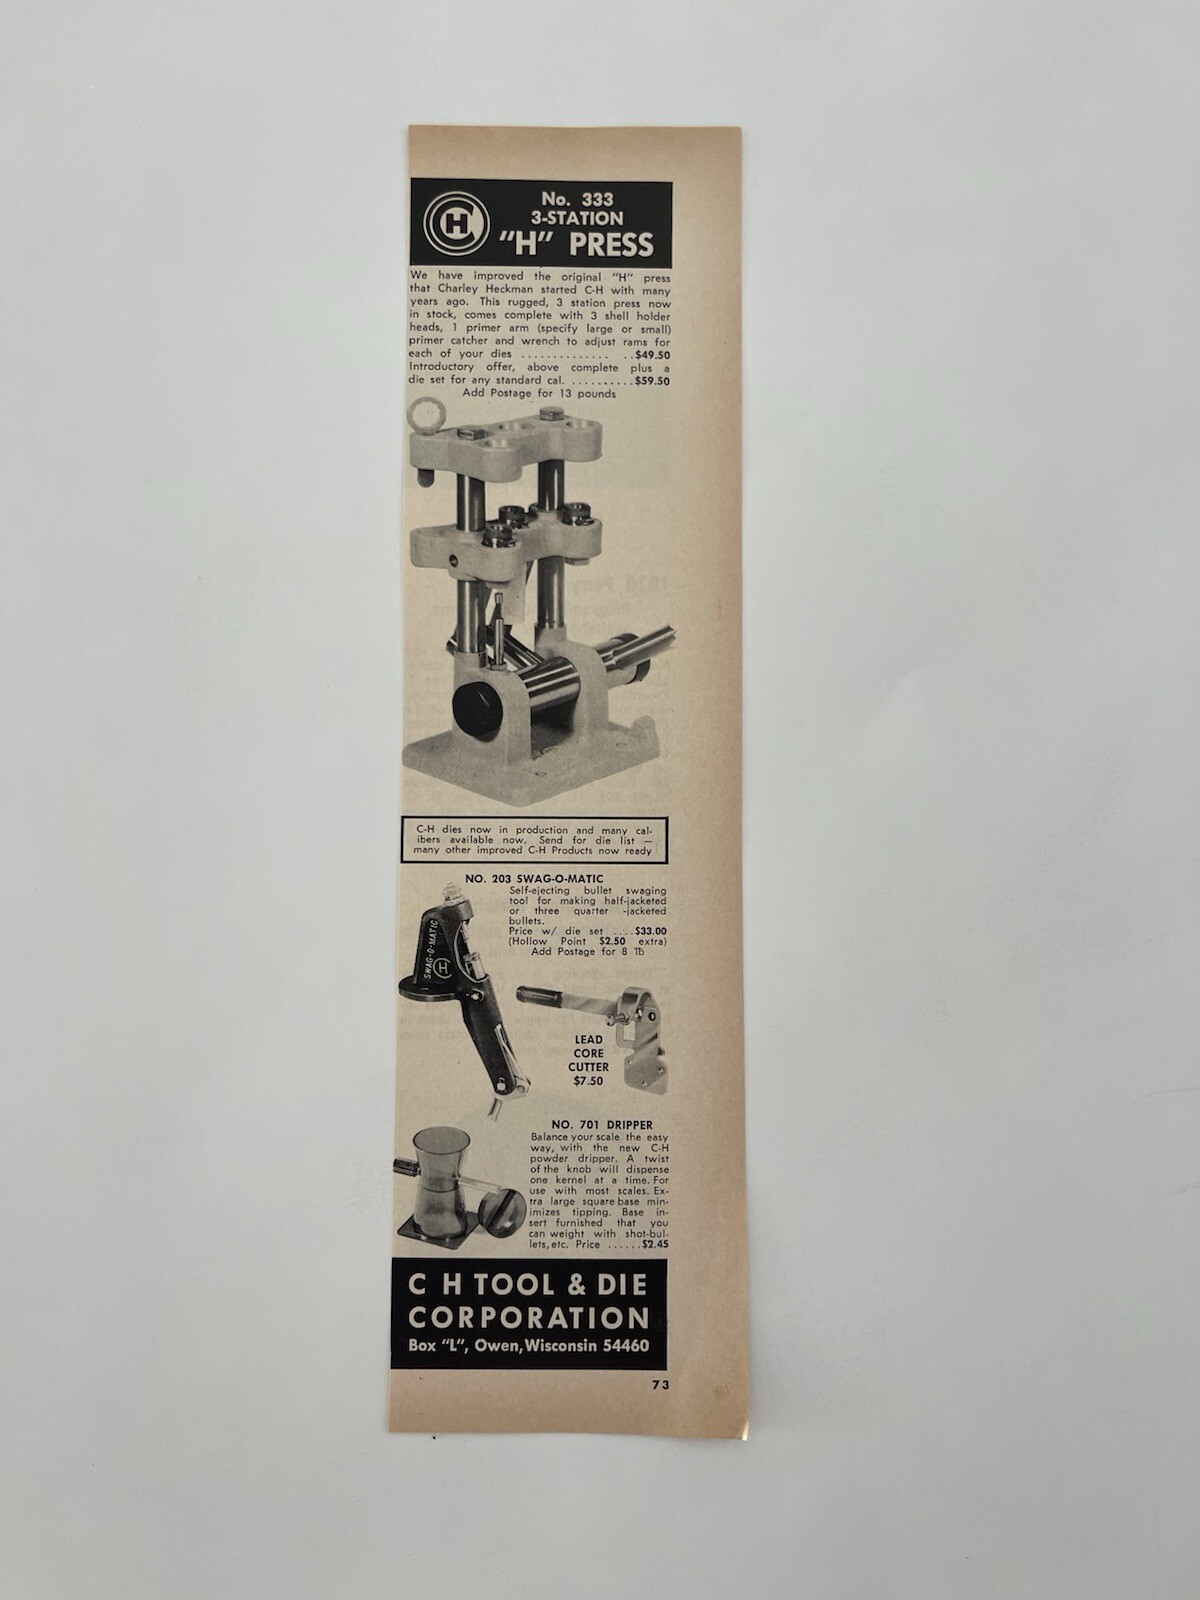 CH
No. 333
3-STATION
"H" PRESS
We have improved the original "H" press
that Charley Heckman started C-H with many
years ago. This rugged, 3 station press now
in stock, comes complete with 3 shell holder
heads, 1 primer arm (specify large or small)
primer catcher and wrench to adjust rams for
each of your dies .............. ..$49.50
Introductory offer, above complete plus a
die set for any standard cal. ..........$59.50
Add Postage for 13 pounds
C-H dies now in production and many cal-
ibers available now. Send for die list —
many other improved C-H Products now ready
NO. 203 SWAG-O-MATIC
Self-ejecting bullet swaging
tool for making half-jacketed
or three quarter -jacketed
bullets.
Price w/ die set ....$33.00
(Hollow Point $2.50 extra)
Add Postage for 8 lb
SWAG-O-MATIC
CH
LEAD
CORE
CUTTER
$7.50
NO. 701 DRIPPER
Balance your scale the easy
way, with the new C-H
powder dripper. A twist
of the knob will dispense
one kernel at a time. For
use with most scales. Ex-
tra large square base min-
imizes tipping. Base in-
sert furnished that you
can weight with shot-bul-
lets, etc. Price ......$2.45
C H TOOL & DIE
CORPORATION
Box "L", Owen, Wisconsin 54460
73